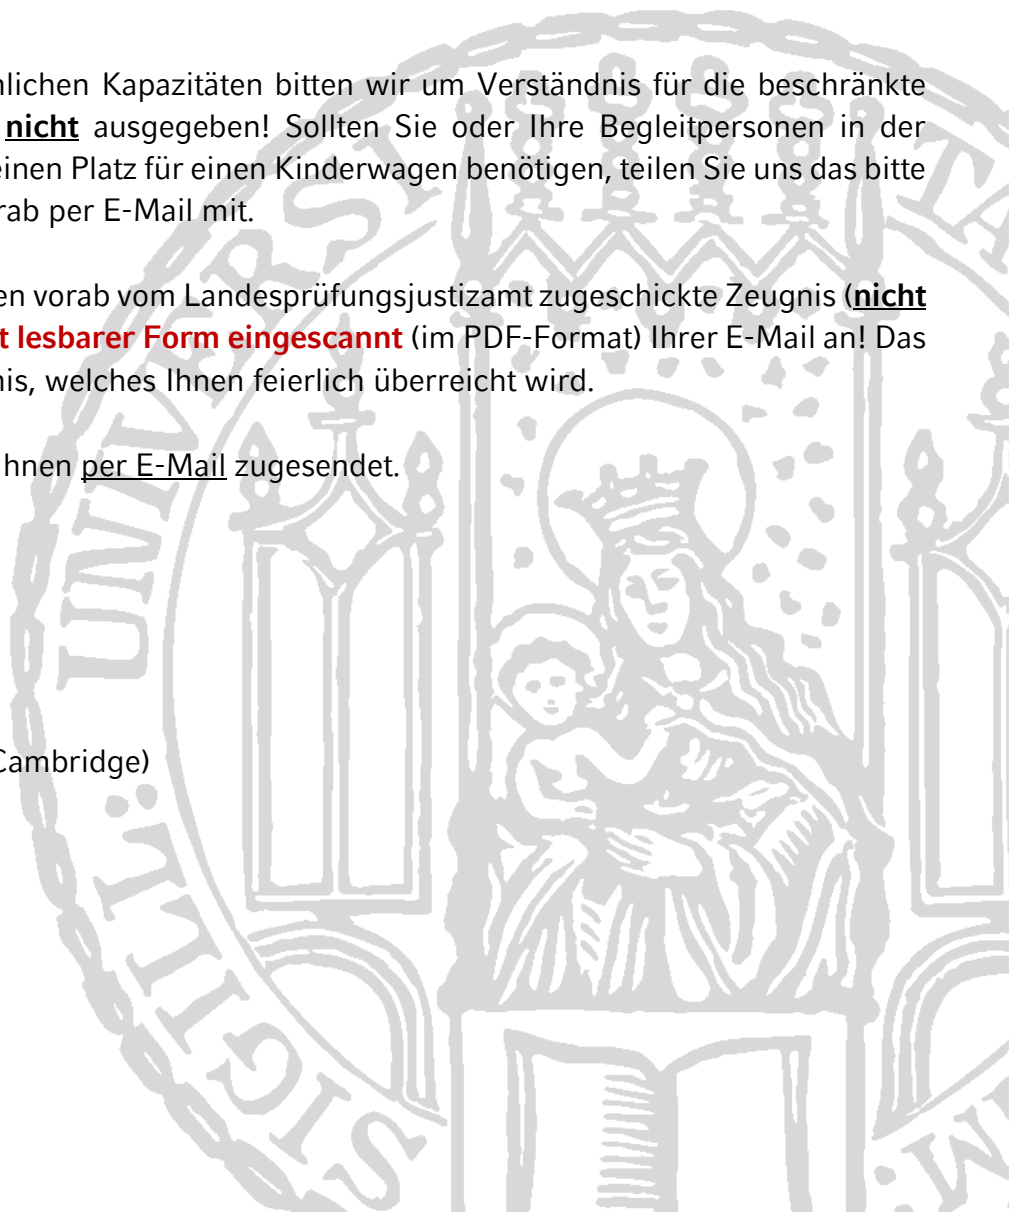 nlichen Kapazitäten bitten wir um Verständnis für die beschränkte
nicht ausgegeben! Sollten Sie oder Ihre Begleitpersonen in der
einen Platz für einen Kinderwagen benötigen, teilen Sie uns das bitte
rab per E-Mail mit.
en vorab vom Landesprüfungsjustizamt zugeschickte Zeugnis (nicht
t lesbarer Form eingescannt (im PDF-Format) Ihrer E-Mail an! Das
nis, welches Ihnen feierlich überreicht wird.
Ihnen per E-Mail zugesendet.
Cambridge)
SIGILL: UNIVERSITA
M: